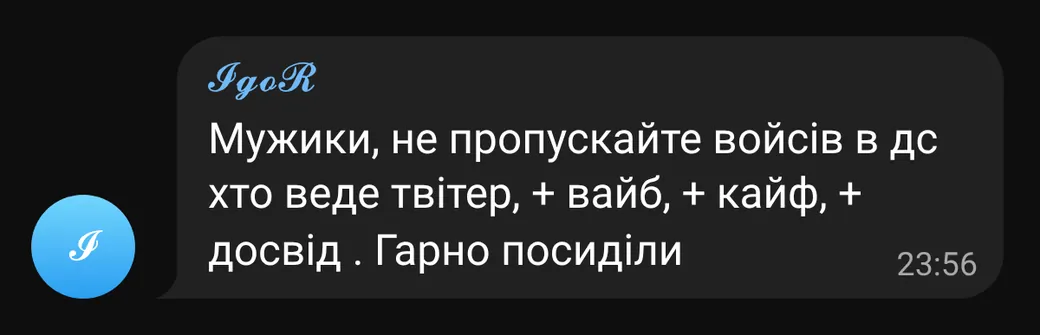 IgoR
Мужики, не пропускайте войсів в дс
хто веде твітер, + вайб, + кайф, +
досвід . Гарно посиділи
23:56
I